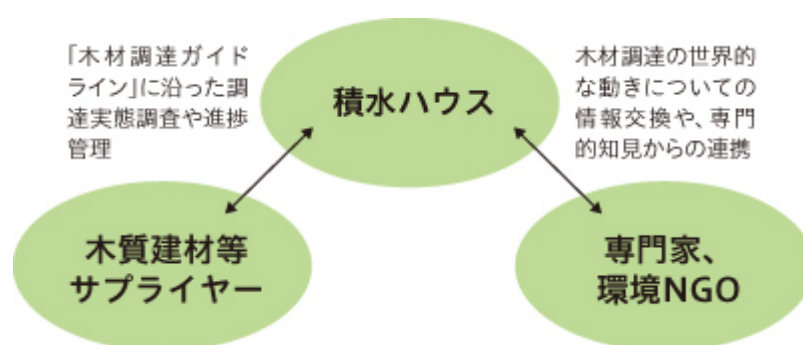 「木材調達ガイド
ライン」に沿った調
達実態調査や進捗
管理
積水ハウス
木材調達の世界的
な動きについての
情報交換や、専門
的知見からの連携
木質建材等
サプライヤー
専門家、
環境NGO